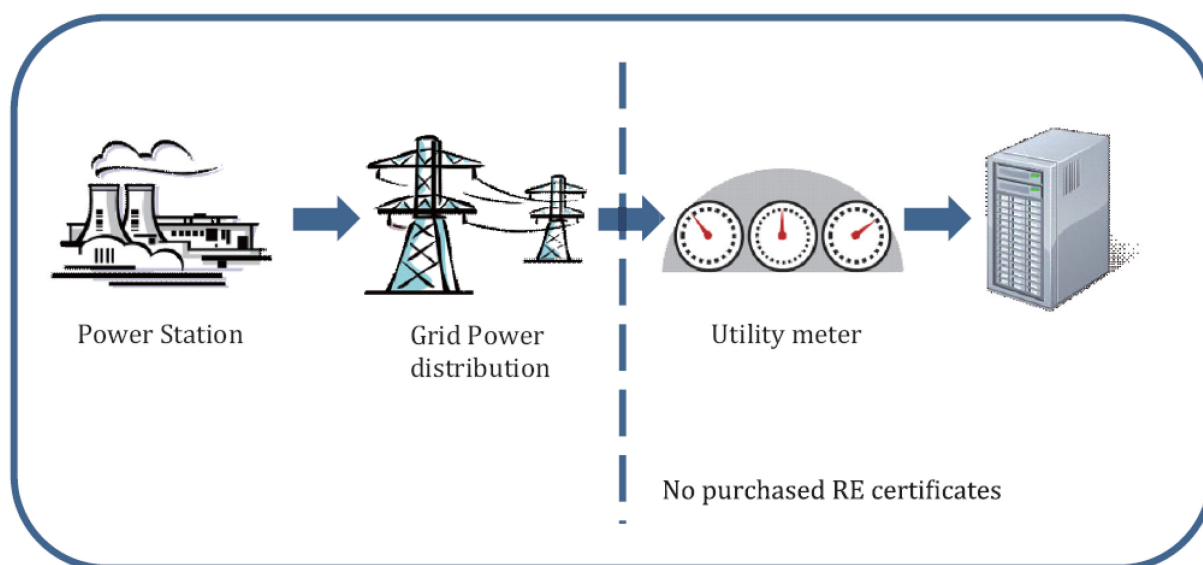 Power Station
Grid Power
distribution
Utility meter
No purchased RE certificates